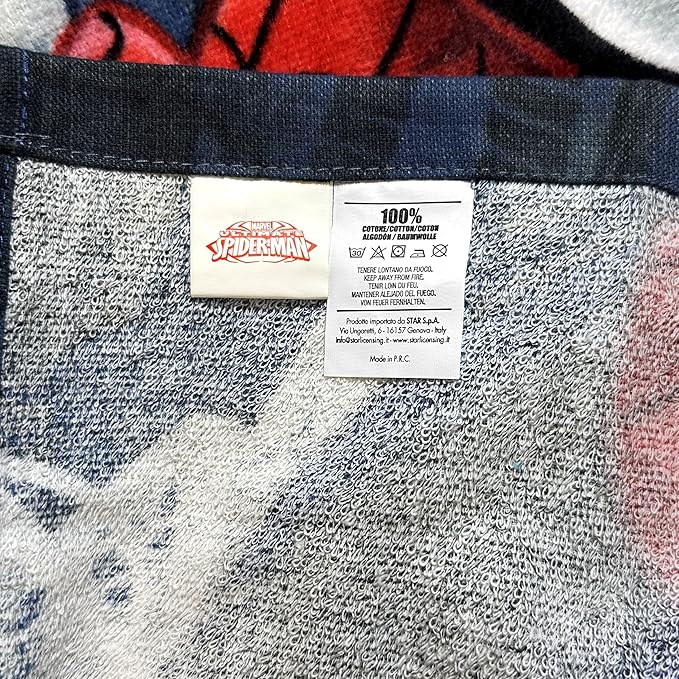 MARVEL
ULTIMATE
SPIDER-MAN
100%
COTONE/COTTON/COTON
ALGODÓN / BAUMWOLLE
30
TENERE LONTANO DA FUOCO.
KEEP AWAY FROM FIRE.
TENIR LOIN DU FEU.
MANTENER ALEJADO DEL FUEGO.
VON FEUER FERNHALTEN.
Prodotto importato da STAR S.p.A.
Via Ungaretti, 6 - 16157 Genova - Italy
info@starlicensing.it - www.starlicensing.it
Made in P.R.C.